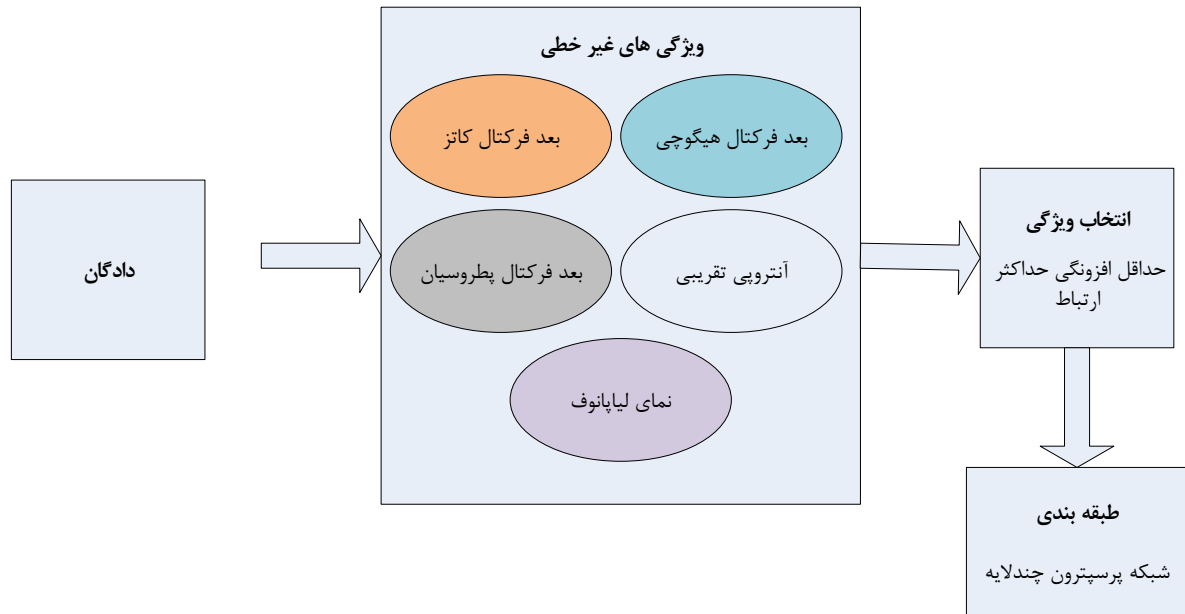 دادگان
ویژگی های غیر خطی
بعد فرکتال هیگوچی
بعد فرکتال کاتز
آنتروپی تقریبی
بعد فرکتال پطروسیان
نمای لیاپانوف
انتخاب ویژگی
حداقل افزونگی حداکثر
ارتباط
طبقه بندی
شبکه پرسپترون چندلایه